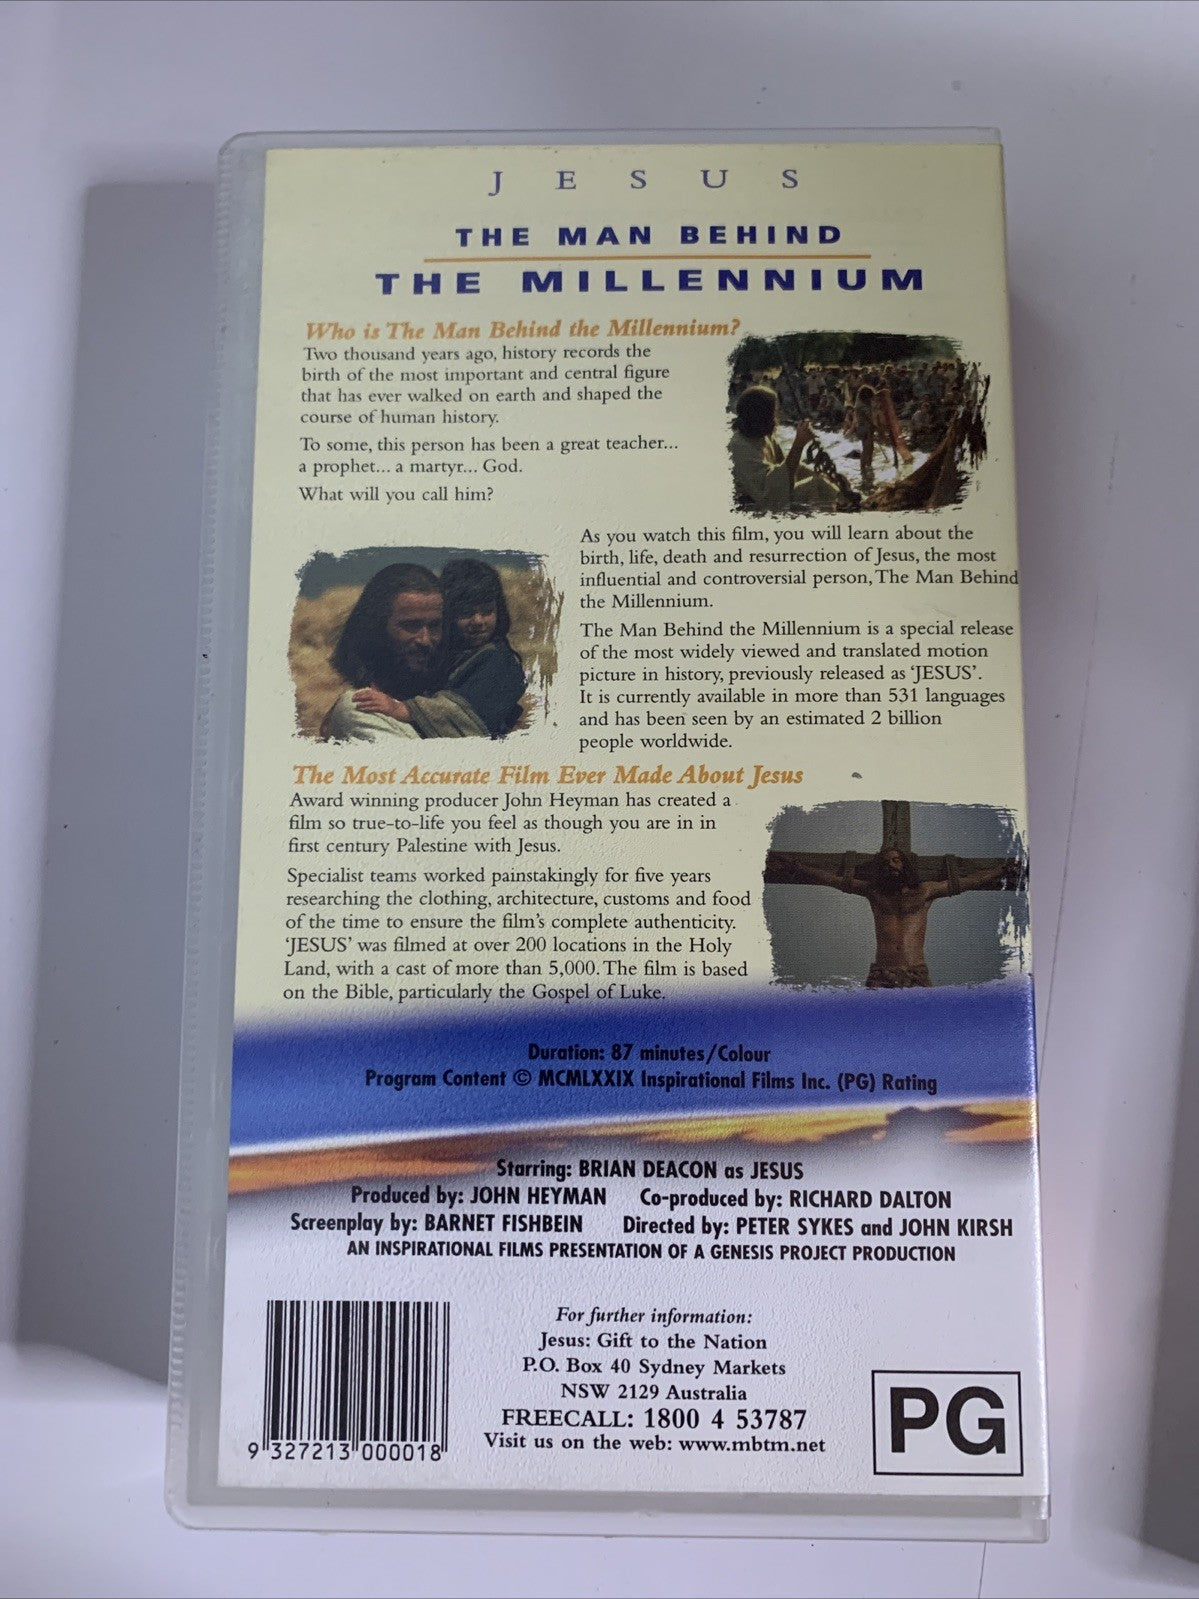 JESUS
THE MAN BEHIND
THE MILLENNIUM
Who is The Man Behind the Millennium?
Two thousand years ago, history records the
birth of the most important and central figure
that has ever walked on earth and shaped the
course of human history.
To some, this person has been a great teacher...
a prophet... a martyr... God.
What will you call him?
As you watch this film, you will learn about the
birth, life, death and resurrection of Jesus, the most
influential and controversial person, The Man Behind
the Millennium.
The Man Behind the Millennium is a special release
of the most widely viewed and translated motion
picture in history, previously released as ‘JESUS’.
It is currently available in more than 531 languages
and has been seen by an estimated 2 billion
people worldwide.
The Most Accurate Film Ever Made About Jesus
Award winning producer John Heyman has created a
film so true-to-life you feel as though you are in in
first century Palestine with Jesus.
Specialist teams worked painstakingly for five years
researching the clothing, architecture, customs and food
of the time to ensure the film's complete authenticity.
‘JESUS’ was filmed at over 200 locations in the Holy
Land, with a cast of more than 5,000. The film is based
on the Bible, particularly the Gospel of Luke.
Duration: 87 minutes/Colour
Program Content © MCMLXXIX Inspirational Films Inc. (PG) Rating
Starring: BRIAN DEACON as JESUS
Produced by: JOHN HEYMAN Co-produced by: RICHARD DALTON
Screenplay by: BARNET FISHBEIN Directed by: PETER SYKES and JOHN KIRSH
AN INSPIRATIONAL FILMS PRESENTATION OF A GENESIS PROJECT PRODUCTION
For further information:
Jesus: Gift to the Nation
P.O. Box 40 Sydney Markets
NSW 2129 Australia
FREECALL: 1800 4 53787
Visit us on the web: www.mbtm.net
9 327213 000018
PG